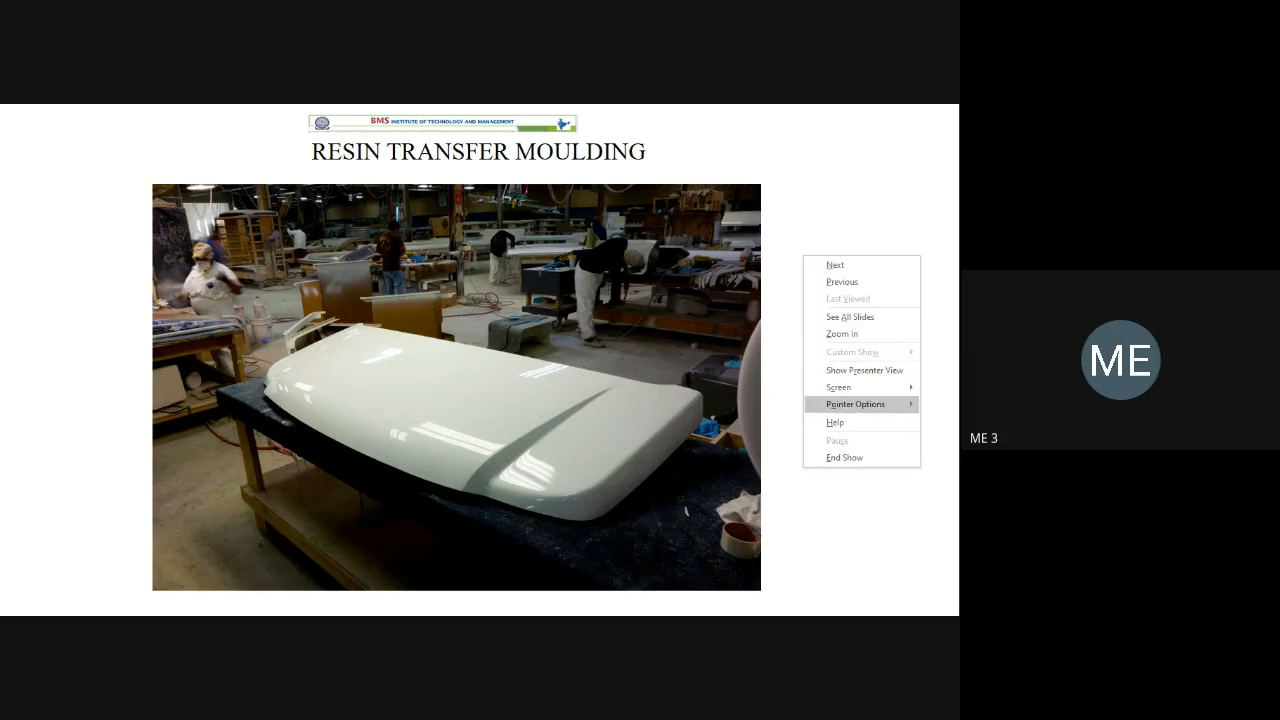 BMS INSTITUTE OF TECHNOLOGY AND MANAGEMENT
RESIN TRANSFER MOULDING
Next
Previous
Last Viewed
See All Slides
Zoom In
Custom Show
Show Presenter View
Screen
Pointer Options
Help
Pause
End Show
ME
ME 3